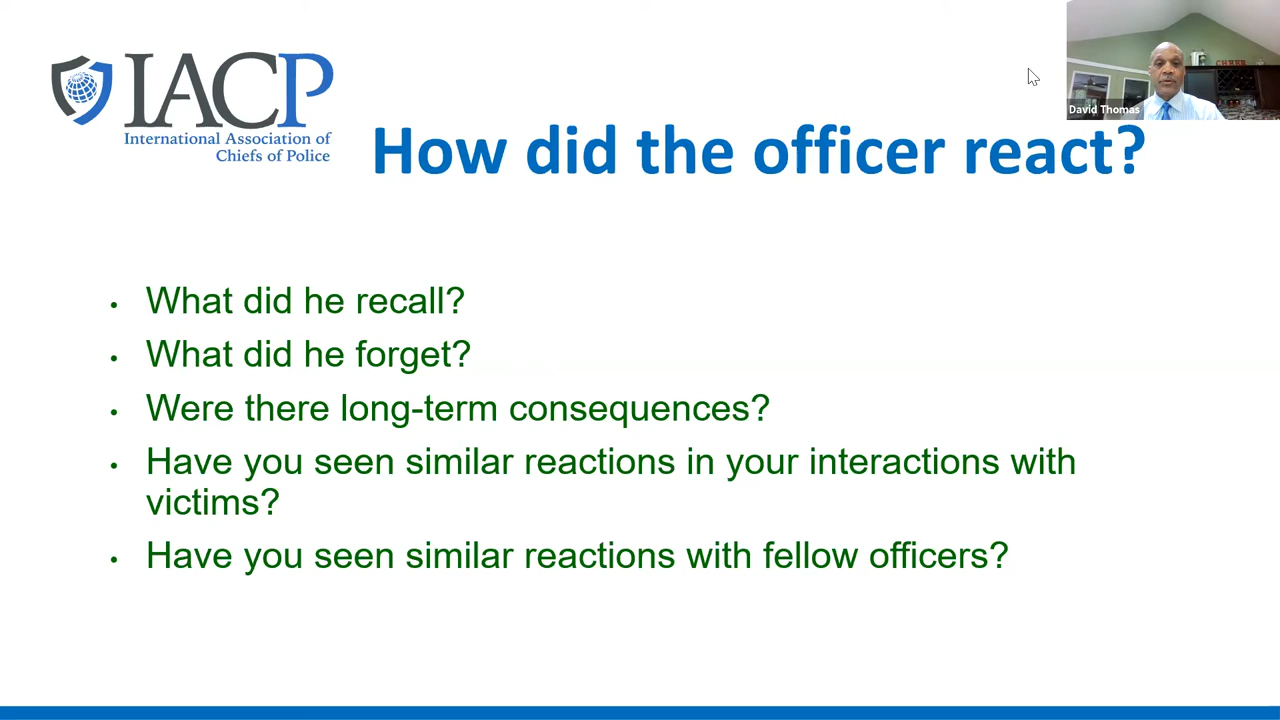 IACP
International Association of
Chiefs of Police
David Thomas
How did the officer react?
• What did he recall?
• What did he forget?
• Were there long-term consequences?
• Have you seen similar reactions in your interactions with
victims?
• Have you seen similar reactions with fellow officers?